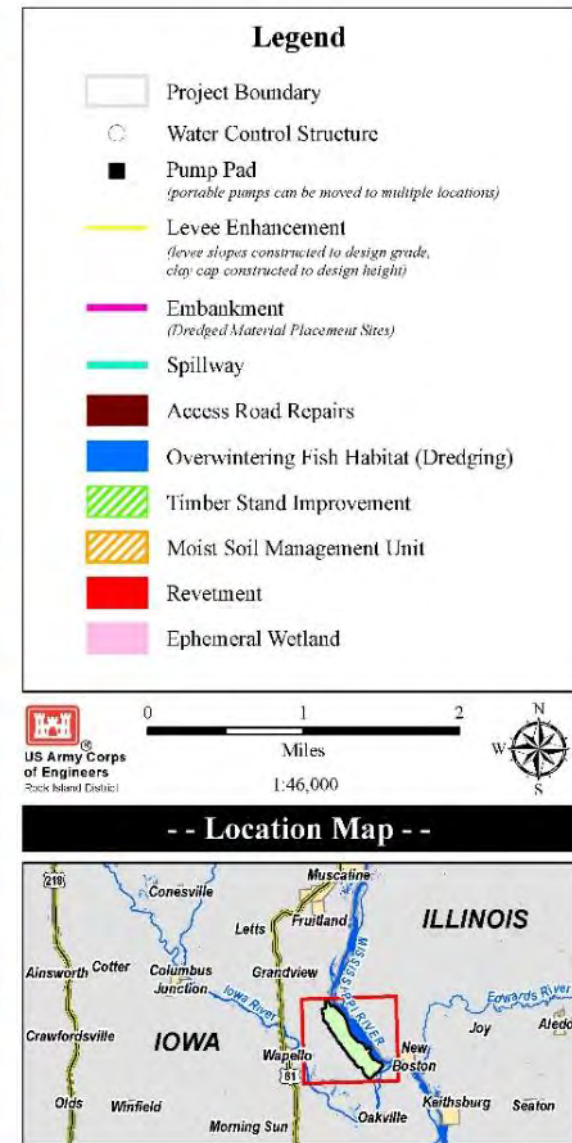 Legend
Project Boundary
Water Control Structure
Pump Pad
(portable pumps can be moved to multiple locations)
Levee Enhancement
(levee slopes constructed to design grade,
clay cap constructed to design height)
Embankment
(Dredged Material Placement Sites)
Spillway
Access Road Repairs
Overwintering Fish Habitat (Dredging)
Timber Stand Improvement
Moist Soil Management Unit
Revetment
Ephemeral Wetland
US Army Corps
of Engineers
®
Rock Island District
0 1 2
Miles
1:46,000
N
W E
S
- - Location Map - -
218
Conesville
Muscatine
Fruitland
Letts
ILLINOIS
MISSISSIPPI RIVER
Ainsworth
Cotter
Columbus
Junction
Grandview
Iowa River
Edwards River
Crawfordsville
IOWA
Wapello
61
New
Boston
Joy
Aledo
Olds
Winfield
Morning Sun
Oakville
Keithsburg
Seaton